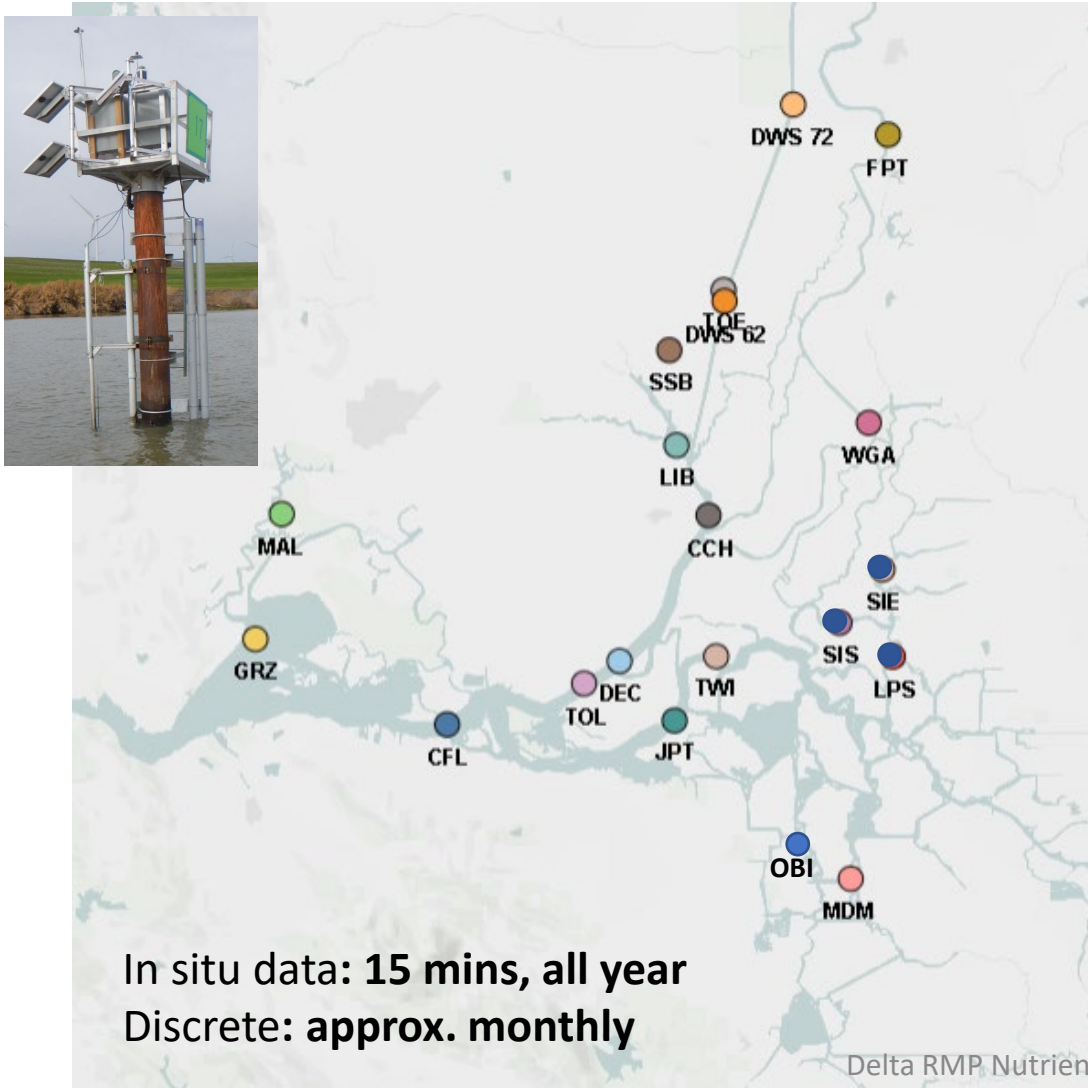 DWS 72
FPT
TOE
DWS 62
SSB
WGA
LIB
CCH
MAL
SIE
SIS
GRZ
LPS
DEC
TWI
TOL
CFL
JPT
OBI
MDM
In situ data: 15 mins, all year
Discrete: approx. monthly
Delta RMP Nutrien